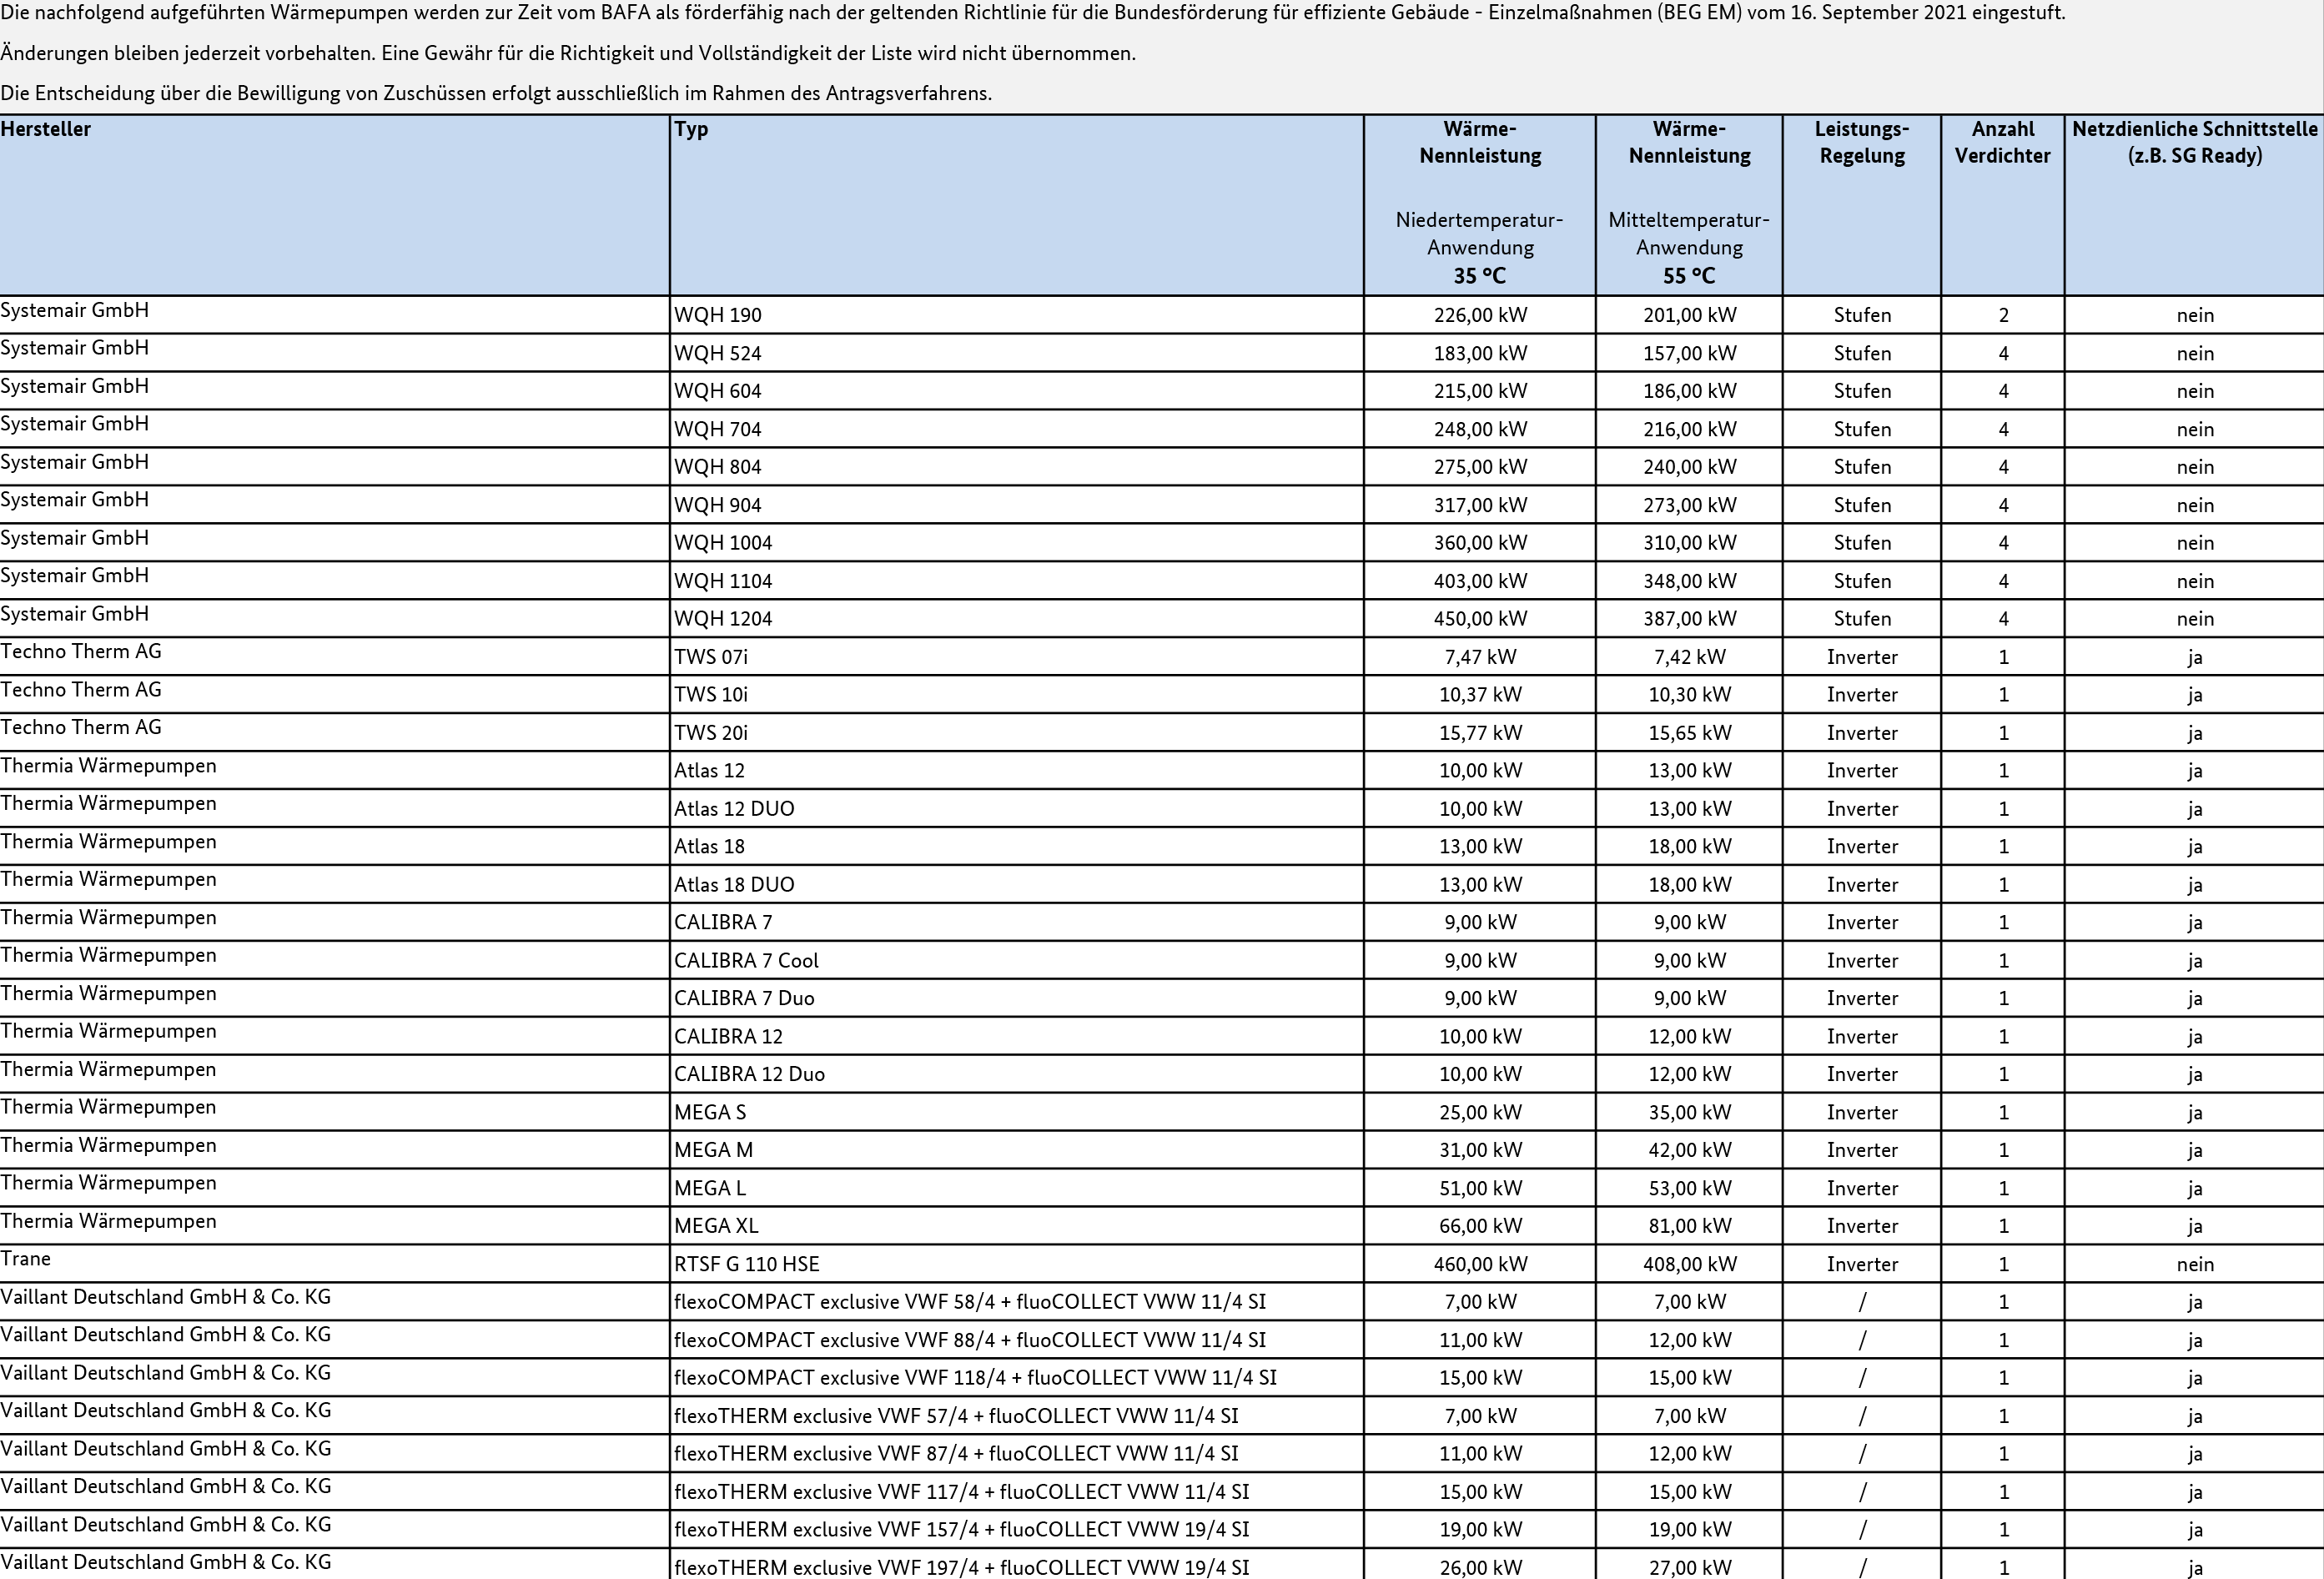 Die nachfolgend aufgeführten Wärmepumpen werden zur Zeit vom BAFA als förderfähig nach der geltenden Richtlinie für die Bundesförderung für effiziente Gebäude - Einzelmaßnahmen (BEG EM) vom 16. September 2021 eingestuft.
Änderungen bleiben jederzeit vorbehalten. Eine Gewähr für die Richtigkeit und Vollständigkeit der Liste wird nicht übernommen.
Die Entscheidung über die Bewilligung von Zuschüssen erfolgt ausschließlich im Rahmen des Antragsverfahrens.
Hersteller Typ Wärme- Wärme- Leistungs- Anzahl Netzdienliche Schnittstelle
Nennleistung Nennleistung Regelung Verdichter (z.B. SG Ready)
Niedertemperatur- Mitteltemperatur-
Anwendung Anwendung
35 °C 55 °C
Systemair GmbH WQH 190 226,00 kW 201,00 kW Stufen 2 nein
Systemair GmbH WQH 524 183,00 kW 157,00 kW Stufen 4 nein
Systemair GmbH WQH 604 215,00 kW 186,00 kW Stufen 4 nein
Systemair GmbH WQH 704 248,00 kW 216,00 kW Stufen 4 nein
Systemair GmbH WQH 804 275,00 kW 240,00 kW Stufen 4 nein
Systemair GmbH WQH 904 317,00 kW 273,00 kW Stufen 4 nein
Systemair GmbH WQH 1004 360,00 kW 310,00 kW Stufen 4 nein
Systemair GmbH WQH 1104 403,00 kW 348,00 kW Stufen 4 nein
Systemair GmbH WQH 1204 450,00 kW 387,00 kW Stufen 4 nein
Techno Therm AG TWS 07i 7,47 kW 7,42 kW Inverter 1 ja
Techno Therm AG TWS 10i 10,37 kW 10,30 kW Inverter 1 ja
Techno Therm AG TWS 20i 15,77 kW 15,65 kW Inverter 1 ja
Thermia Wärmepumpen Atlas 12 10,00 kW 13,00 kW Inverter 1 ja
Thermia Wärmepumpen Atlas 12 DUO 10,00 kW 13,00 kW Inverter 1 ja
Thermia Wärmepumpen Atlas 18 13,00 kW 18,00 kW Inverter 1 ja
Thermia Wärmepumpen Atlas 18 DUO 13,00 kW 18,00 kW Inverter 1 ja
Thermia Wärmepumpen CALIBRA 7 9,00 kW 9,00 kW Inverter 1 ja
Thermia Wärmepumpen CALIBRA 7 Cool 9,00 kW 9,00 kW Inverter 1 ja
Thermia Wärmepumpen CALIBRA 7 Duo 9,00 kW 9,00 kW Inverter 1 ja
Thermia Wärmepumpen CALIBRA 12 10,00 kW 12,00 kW Inverter 1 ja
Thermia Wärmepumpen CALIBRA 12 Duo 10,00 kW 12,00 kW Inverter 1 ja
Thermia Wärmepumpen MEGA S 25,00 kW 35,00 kW Inverter 1 ja
Thermia Wärmepumpen MEGA M 31,00 kW 42,00 kW Inverter 1 ja
Thermia Wärmepumpen MEGA L 51,00 kW 53,00 kW Inverter 1 ja
Thermia Wärmepumpen MEGA XL 66,00 kW 81,00 kW Inverter 1 ja
Trane RTSF G 110 HSE 460,00 kW 408,00 kW Inverter 1 nein
Vaillant Deutschland GmbH & Co. KG flexoCOMPACT exclusive VWF 58/4 + fluoCOLLECT VWW 11/4 SI 7,00 kW 7,00 kW / 1 ja
Vaillant Deutschland GmbH & Co. KG flexoCOMPACT exclusive VWF 88/4 + fluoCOLLECT VWW 11/4 SI 11,00 kW 12,00 kW / 1 ja
Vaillant Deutschland GmbH & Co. KG flexoCOMPACT exclusive VWF 118/4 + fluoCOLLECT VWW 11/4 SI 15,00 kW 15,00 kW / 1 ja
Vaillant Deutschland GmbH & Co. KG flexoTHERM exclusive VWF 57/4 + fluoCOLLECT VWW 11/4 SI 7,00 kW 7,00 kW / 1 ja
Vaillant Deutschland GmbH & Co. KG flexoTHERM exclusive VWF 87/4 + fluoCOLLECT VWW 11/4 SI 11,00 kW 12,00 kW / 1 ja
Vaillant Deutschland GmbH & Co. KG flexoTHERM exclusive VWF 117/4 + fluoCOLLECT VWW 11/4 SI 15,00 kW 15,00 kW / 1 ja
Vaillant Deutschland GmbH & Co. KG flexoTHERM exclusive VWF 157/4 + fluoCOLLECT VWW 19/4 SI 19,00 kW 19,00 kW / 1 ja
Vaillant Deutschland GmbH & Co. KG flexoTHERM exclusive VWF 197/4 + fluoCOLLECT VWW 19/4 SI 26,00 kW 27,00 kW / 1 ja